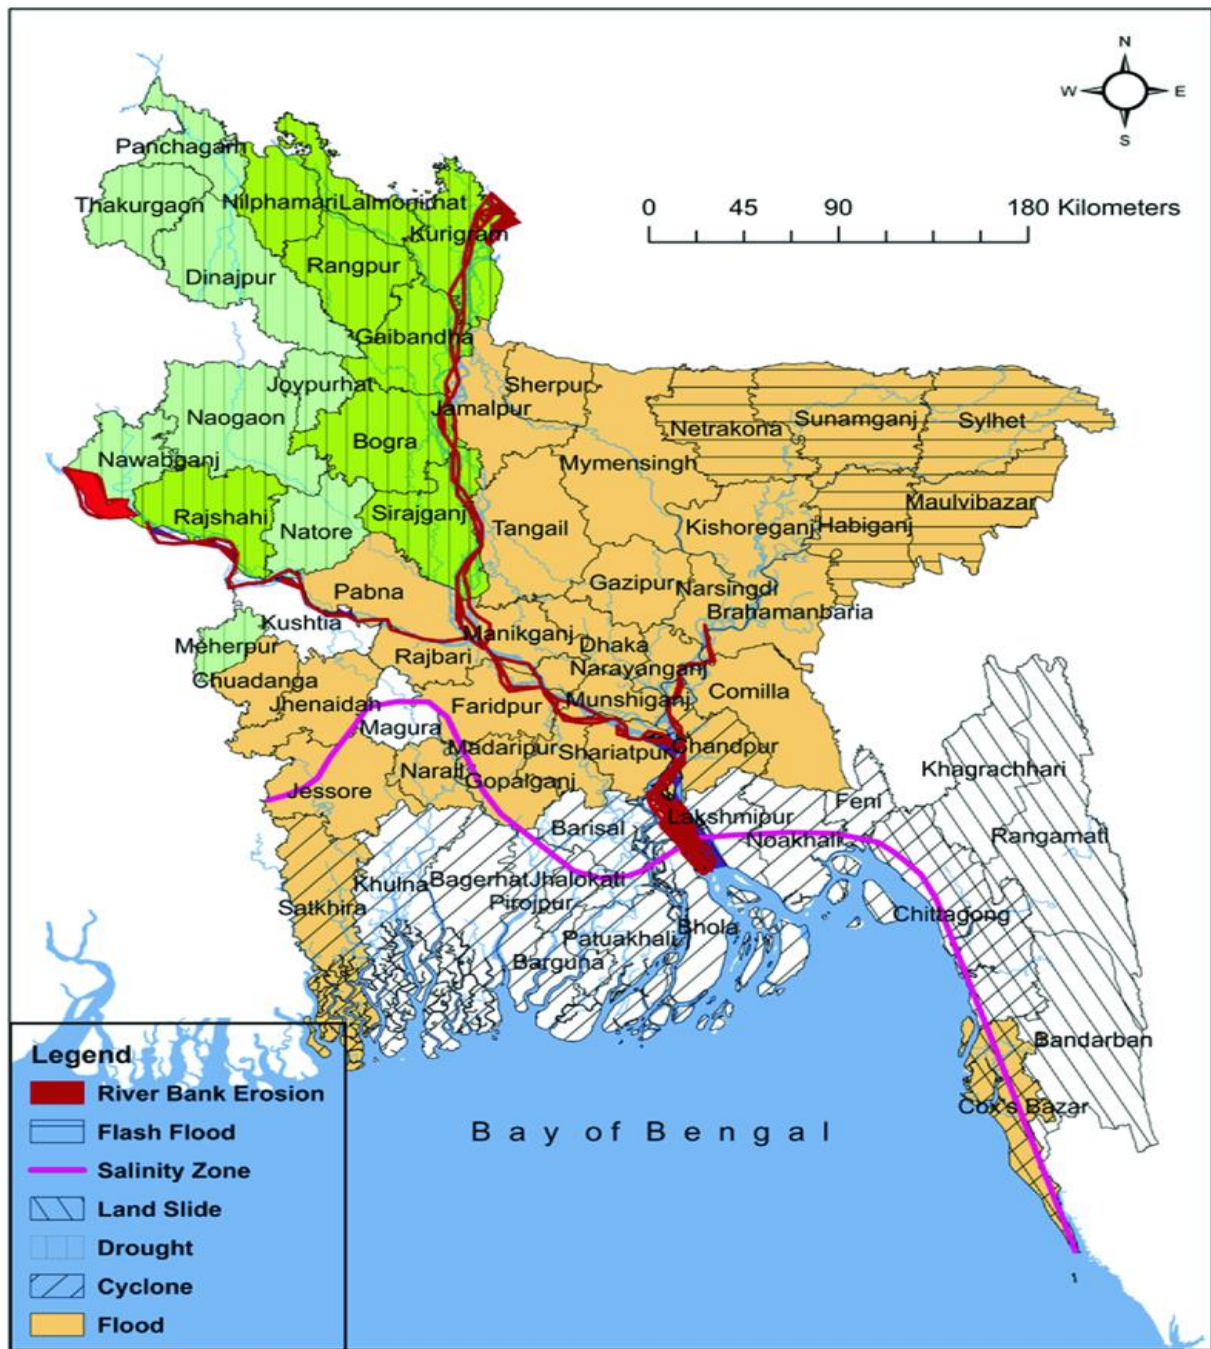 N
W E
S
0 45 90 180 Kilometers
Panchagarh
Thakurgaon
Nilphamari
Lalmonirhat
Kurigram
Dinajpur
Rangpur
Gaibandha
Joypurhat
Naogaon
Jamalpur
Sherpur
Netrakona
Sunamganj
Sylhet
Bogra
Nawabganj
Mymensingh
Rajshahi
Sirajganj
Natore
Tangail
Kishoreganj
Habiganj
Maulvibazar
Pabna
Gazipur
Narsingdi
Brahamanbaria
Kushtia
Meherpur
Manikganj
Dhaka
Rajbari
Narayanganj
Chuadanga
Jhenaidah
Faridpur
Munshiganj
Comilla
Magura
Madaripur
Shariatpur
Chandpur
Narail
Gopalganj
Jessore
Khagrachhari
Feni
Lakshmipur
Noakhali
Rangamati
Barisal
Khulna
Bagerhat
Jhalokati
Pirojpur
Satkhira
Patuakhali
Bhola
Chittagong
Barguna
Bandarban
Cox's Bazar
Bay of Bengal
1
Legend
River Bank Erosion
Flash Flood
Salinity Zone
Land Slide
Drought
Cyclone
Flood